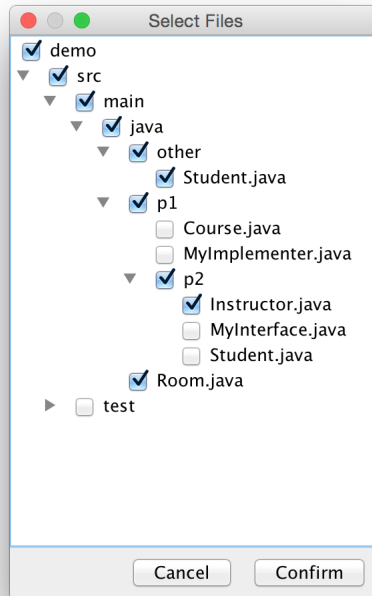 Select Files
demo
src
main
java
other
Student.java
p1
Course.java
MyImplementer.java
p2
Instructor.java
MyInterface.java
Student.java
Room.java
test
Cancel Confirm